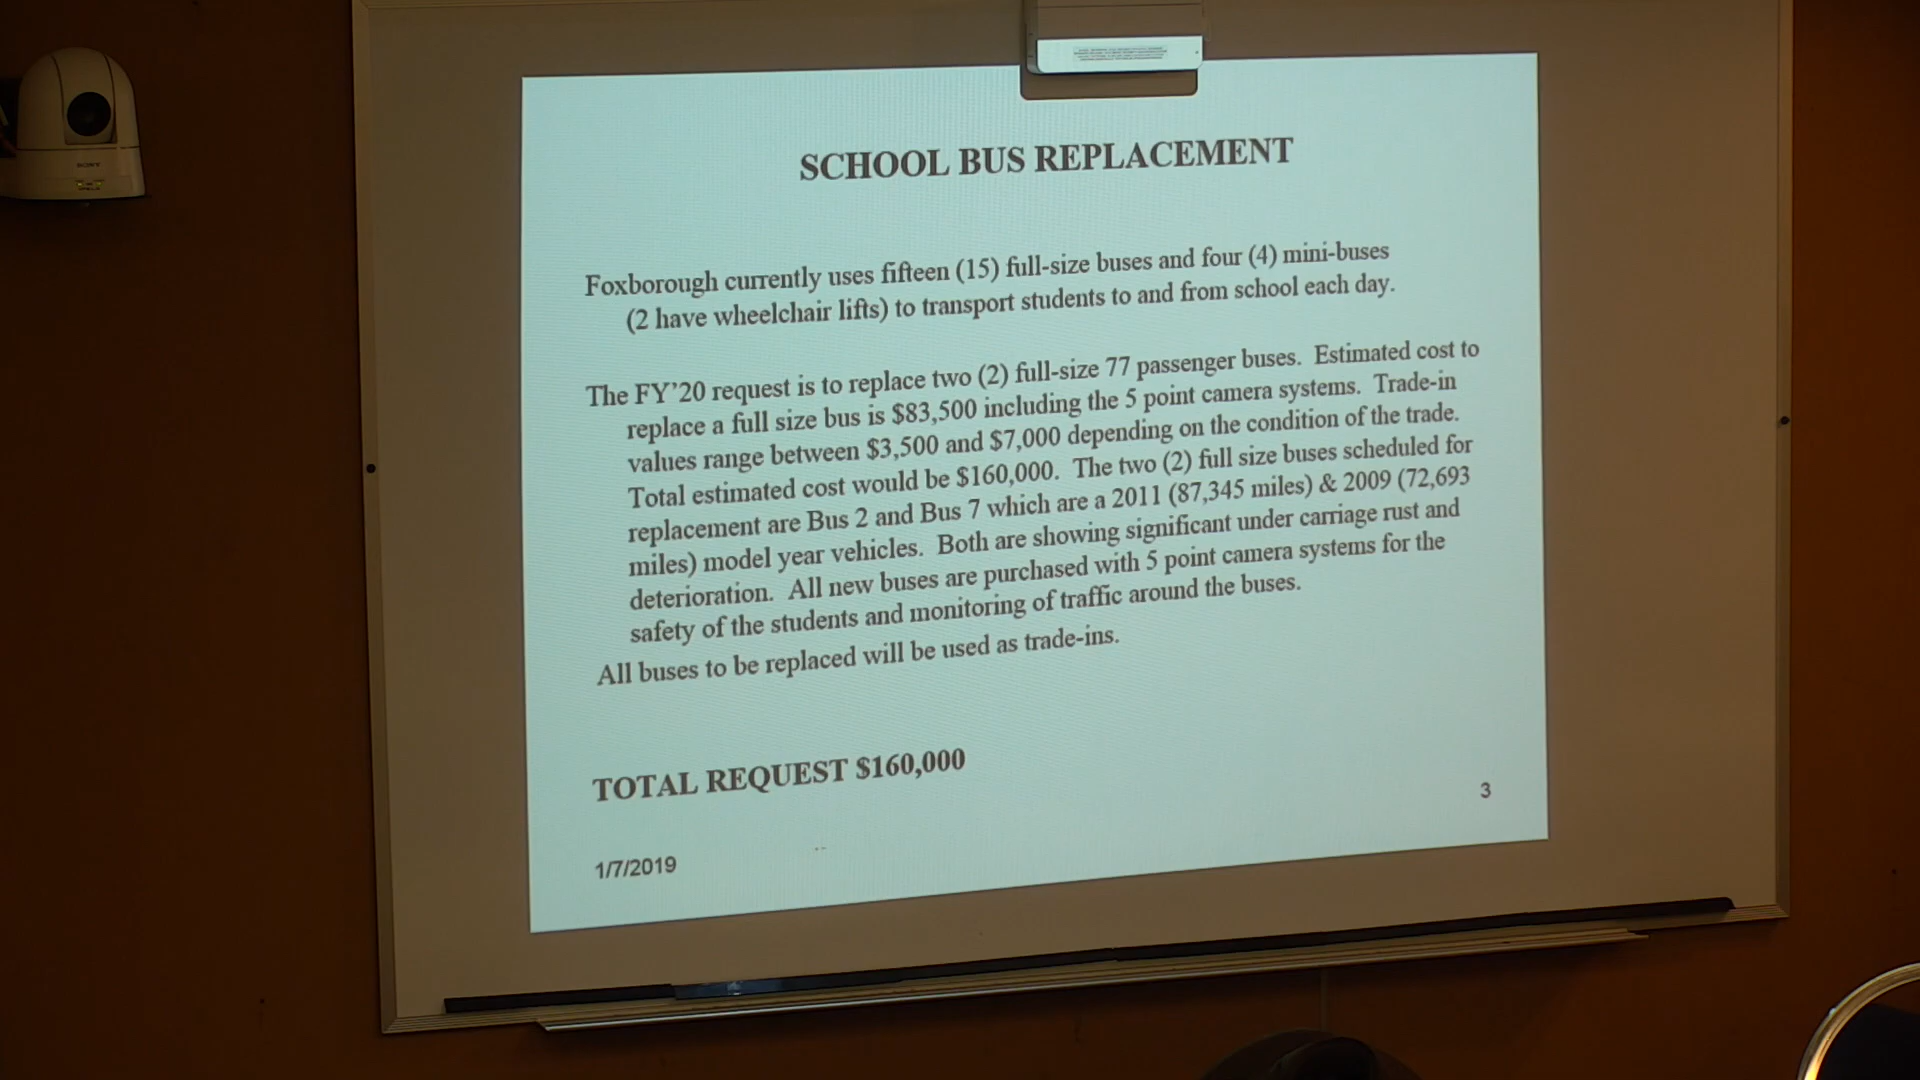 SONY
SCHOOL BUS REPLACEMENT
Foxborough currently uses fifteen (15) full-size buses and four (4) mini-buses
(2 have wheelchair lifts) to transport students to and from school each day.
The FY'20 request is to replace two (2) full-size 77 passenger buses. Estimated cost to
replace a full size bus is $83,500 including the 5 point camera systems. Trade-in
values range between $3,500 and $7,000 depending on the condition of the trade.
Total estimated cost would be $160,000. The two (2) full size buses scheduled for
replacement are Bus 2 and Bus 7 which are a 2011 (87,345 miles) & 2009 (72,693
miles) model year vehicles. Both are showing significant under carriage rust and
deterioration. All new buses are purchased with 5 point camera systems for the
safety of the students and monitoring of traffic around the buses.
All buses to be replaced will be used as trade-ins.
TOTAL REQUEST $160,000
3
1/7/2019